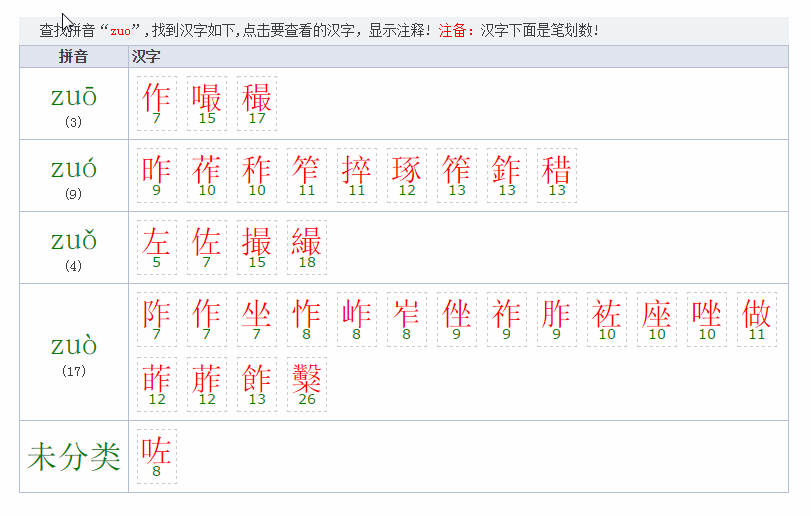 查找拼音“zuo”,找到汉字如下,点击要查看的汉字，显示注释! 注备：汉字下面是笔划数!
拼音 汉字
zuō 作 嘬 穝
(3) 7 15 17
zuó 昨 莋 秨 笮 捽 琢 筰 鈼 稓
(9) 9 10 10 11 11 12 13 13 13
zuǒ 左 佐 撮 繓
(4) 5 7 15 18
zuò 阼 作 坐 怍 岞 岝 侳 祚 胙 袏 座 唑 做
7 7 7 8 8 8 9 9 9 10 10 10 11
葄 葃 飵 糳
(17) 12 12 13 26
未分类 咗
8